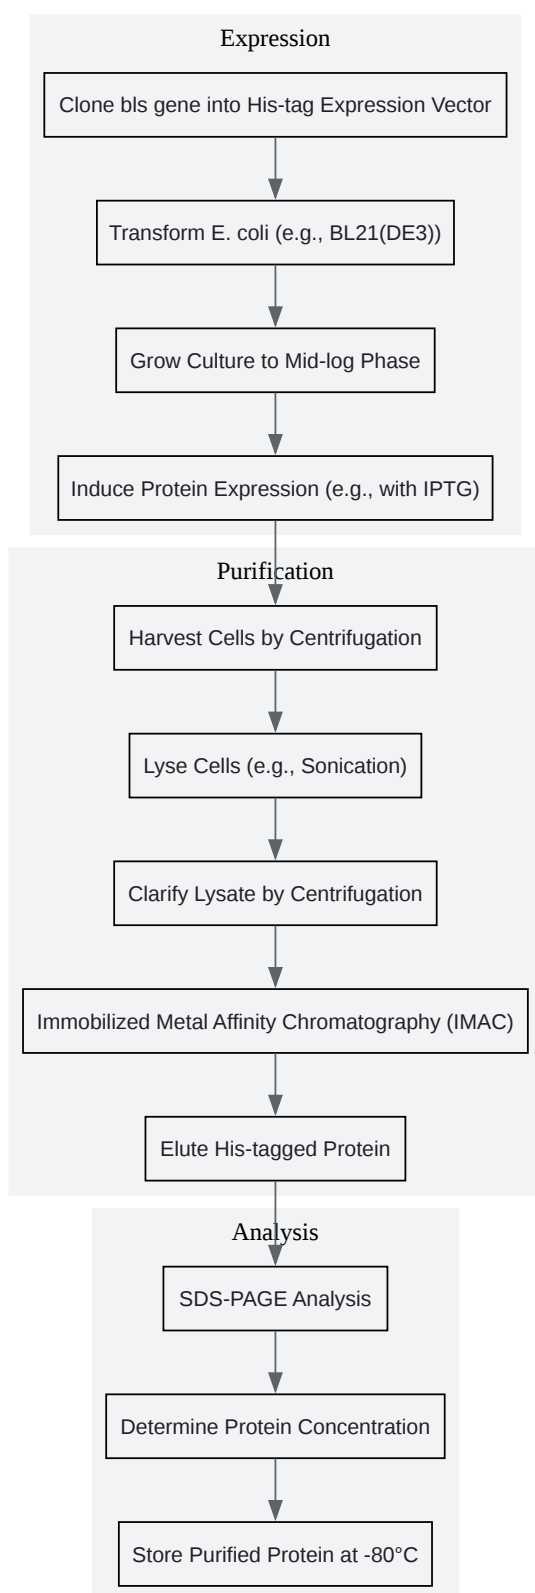 Expression
Clone bls gene into His-tag Expression Vector
Transform E. coli (e.g., BL21(DE3))
Grow Culture to Mid-log Phase
Induce Protein Expression (e.g., with IPTG)
Purification
Harvest Cells by Centrifugation
Lyse Cells (e.g., Sonication)
Clarify Lysate by Centrifugation
Immobilized Metal Affinity Chromatography (IMAC)
Elute His-tagged Protein
Analysis
SDS-PAGE Analysis
Determine Protein Concentration
Store Purified Protein at -80°C